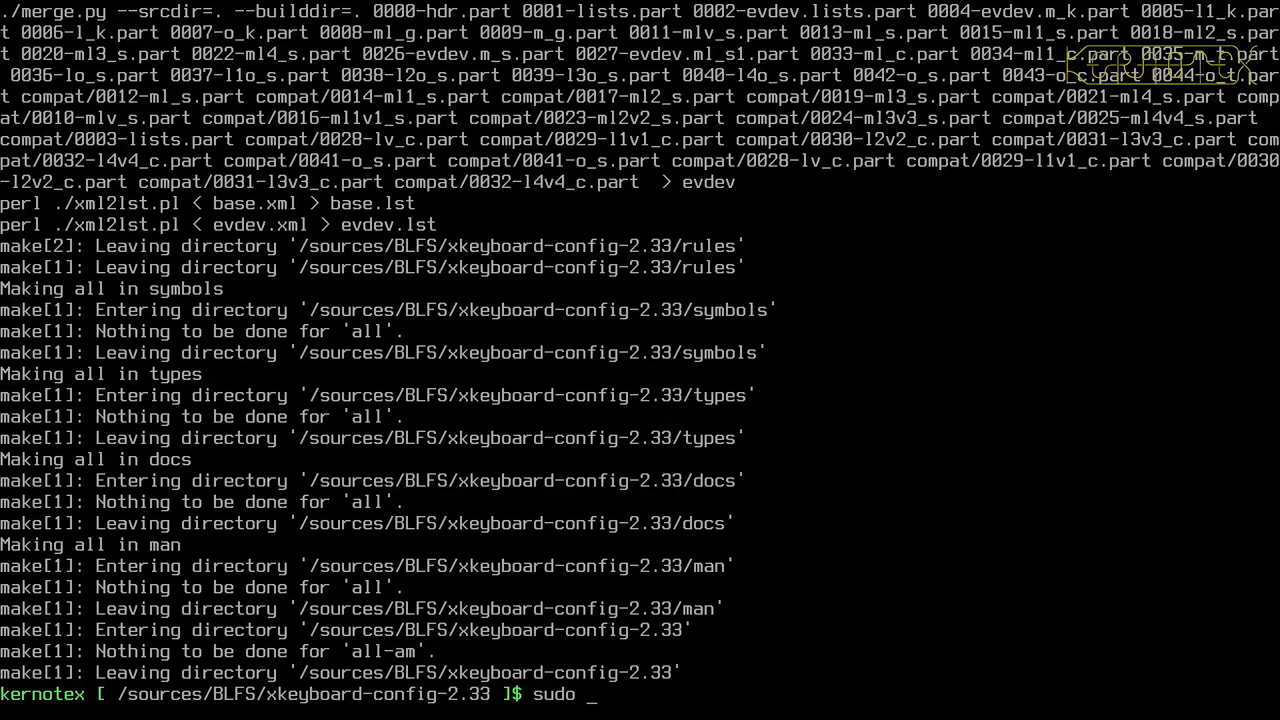 ./merge.py --srcdir=. --builddir=. 0000-hdr.part 0001-lists.part 0002-evdev.lists.part 0004-evdev.m_k.part 0005-l1_k.par
t 0006-l_k.part 0007-o_k.part 0008-ml_g.part 0009-m_g.part 0011-mlv_s.part 0013-ml_s.part 0015-ml1_s.part 0018-ml2_s.par
t 0020-ml3_s.part 0022-ml4_s.part 0026-evdev.m_s.part 0027-evdev.ml_s1.part 0033-ml_c.part 0034-ml1_c.part 0035-m_t.part
 0036-lo_s.part 0037-l1o_s.part 0038-l2o_s.part 0039-l3o_s.part 0040-l4o_s.part 0042-o_s.part 0043-o_c.part 0044-o_t.par
t compat/0012-ml_s.part compat/0014-ml1_s.part compat/0017-ml2_s.part compat/0019-ml3_s.part compat/0021-ml4_s.part comp
at/0010-mlv_s.part compat/0016-ml1v1_s.part compat/0023-ml2v2_s.part compat/0024-ml3v3_s.part compat/0025-ml4v4_s.part
compat/0003-lists.part compat/0028-lv_c.part compat/0029-l1v1_c.part compat/0030-l2v2_c.part compat/0031-l3v3_c.part com
pat/0032-l4v4_c.part compat/0041-o_s.part compat/0041-o_s.part compat/0028-lv_c.part compat/0029-l1v1_c.part compat/0030
-l2v2_c.part compat/0031-l3v3_c.part compat/0032-l4v4_c.part  > evdev
perl ./xml2lst.pl < base.xml > base.lst
perl ./xml2lst.pl < evdev.xml > evdev.lst
make[2]: Leaving directory '/sources/BLFS/xkeyboard-config-2.33/rules'
make[1]: Leaving directory '/sources/BLFS/xkeyboard-config-2.33/rules'
Making all in symbols
make[1]: Entering directory '/sources/BLFS/xkeyboard-config-2.33/symbols'
make[1]: Nothing to be done for 'all'.
make[1]: Leaving directory '/sources/BLFS/xkeyboard-config-2.33/symbols'
Making all in types
make[1]: Entering directory '/sources/BLFS/xkeyboard-config-2.33/types'
make[1]: Nothing to be done for 'all'.
make[1]: Leaving directory '/sources/BLFS/xkeyboard-config-2.33/types'
Making all in docs
make[1]: Entering directory '/sources/BLFS/xkeyboard-config-2.33/docs'
make[1]: Nothing to be done for 'all'.
make[1]: Leaving directory '/sources/BLFS/xkeyboard-config-2.33/docs'
Making all in man
make[1]: Entering directory '/sources/BLFS/xkeyboard-config-2.33/man'
make[1]: Nothing to be done for 'all'.
make[1]: Leaving directory '/sources/BLFS/xkeyboard-config-2.33/man'
make[1]: Entering directory '/sources/BLFS/xkeyboard-config-2.33'
make[1]: Nothing to be done for 'all-am'.
make[1]: Leaving directory '/sources/BLFS/xkeyboard-config-2.33'
kernotex [ /sources/BLFS/xkeyboard-config-2.33 ]$ sudo _